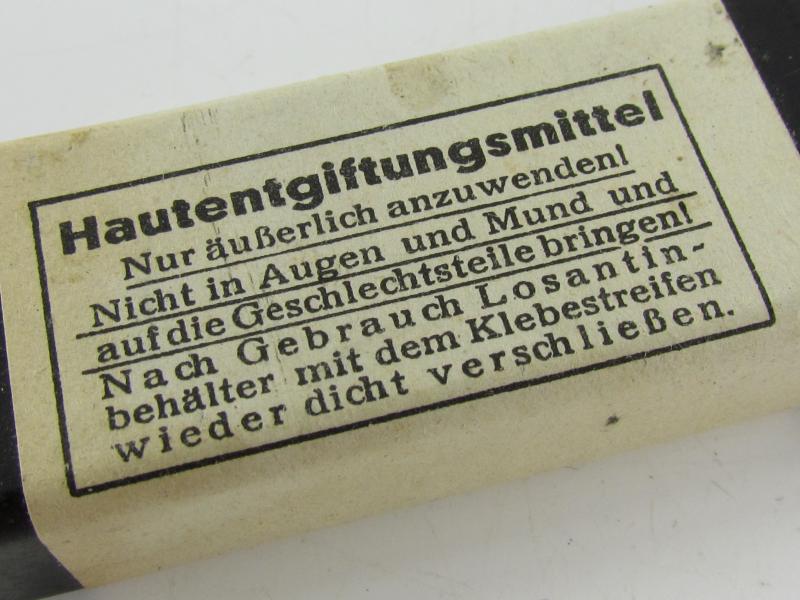 Hautentgiftungsmittel
Nur äußerlich anzuwenden!
Nicht in Augen und Mund und
auf die Geschlechtsteile bringen!
Nach Gebrauch Losantin-
behälter mit dem Klebestreifen
wieder dicht verschließen.